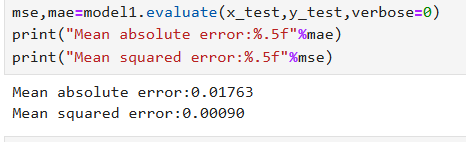 mse,mae=model1.evaluate(x_test,y_test,verbose=0)
print("Mean absolute error:%.5f"%mae)
print("Mean squared error:%.5f"%mse)
Mean absolute error:0.01763
Mean squared error:0.00090